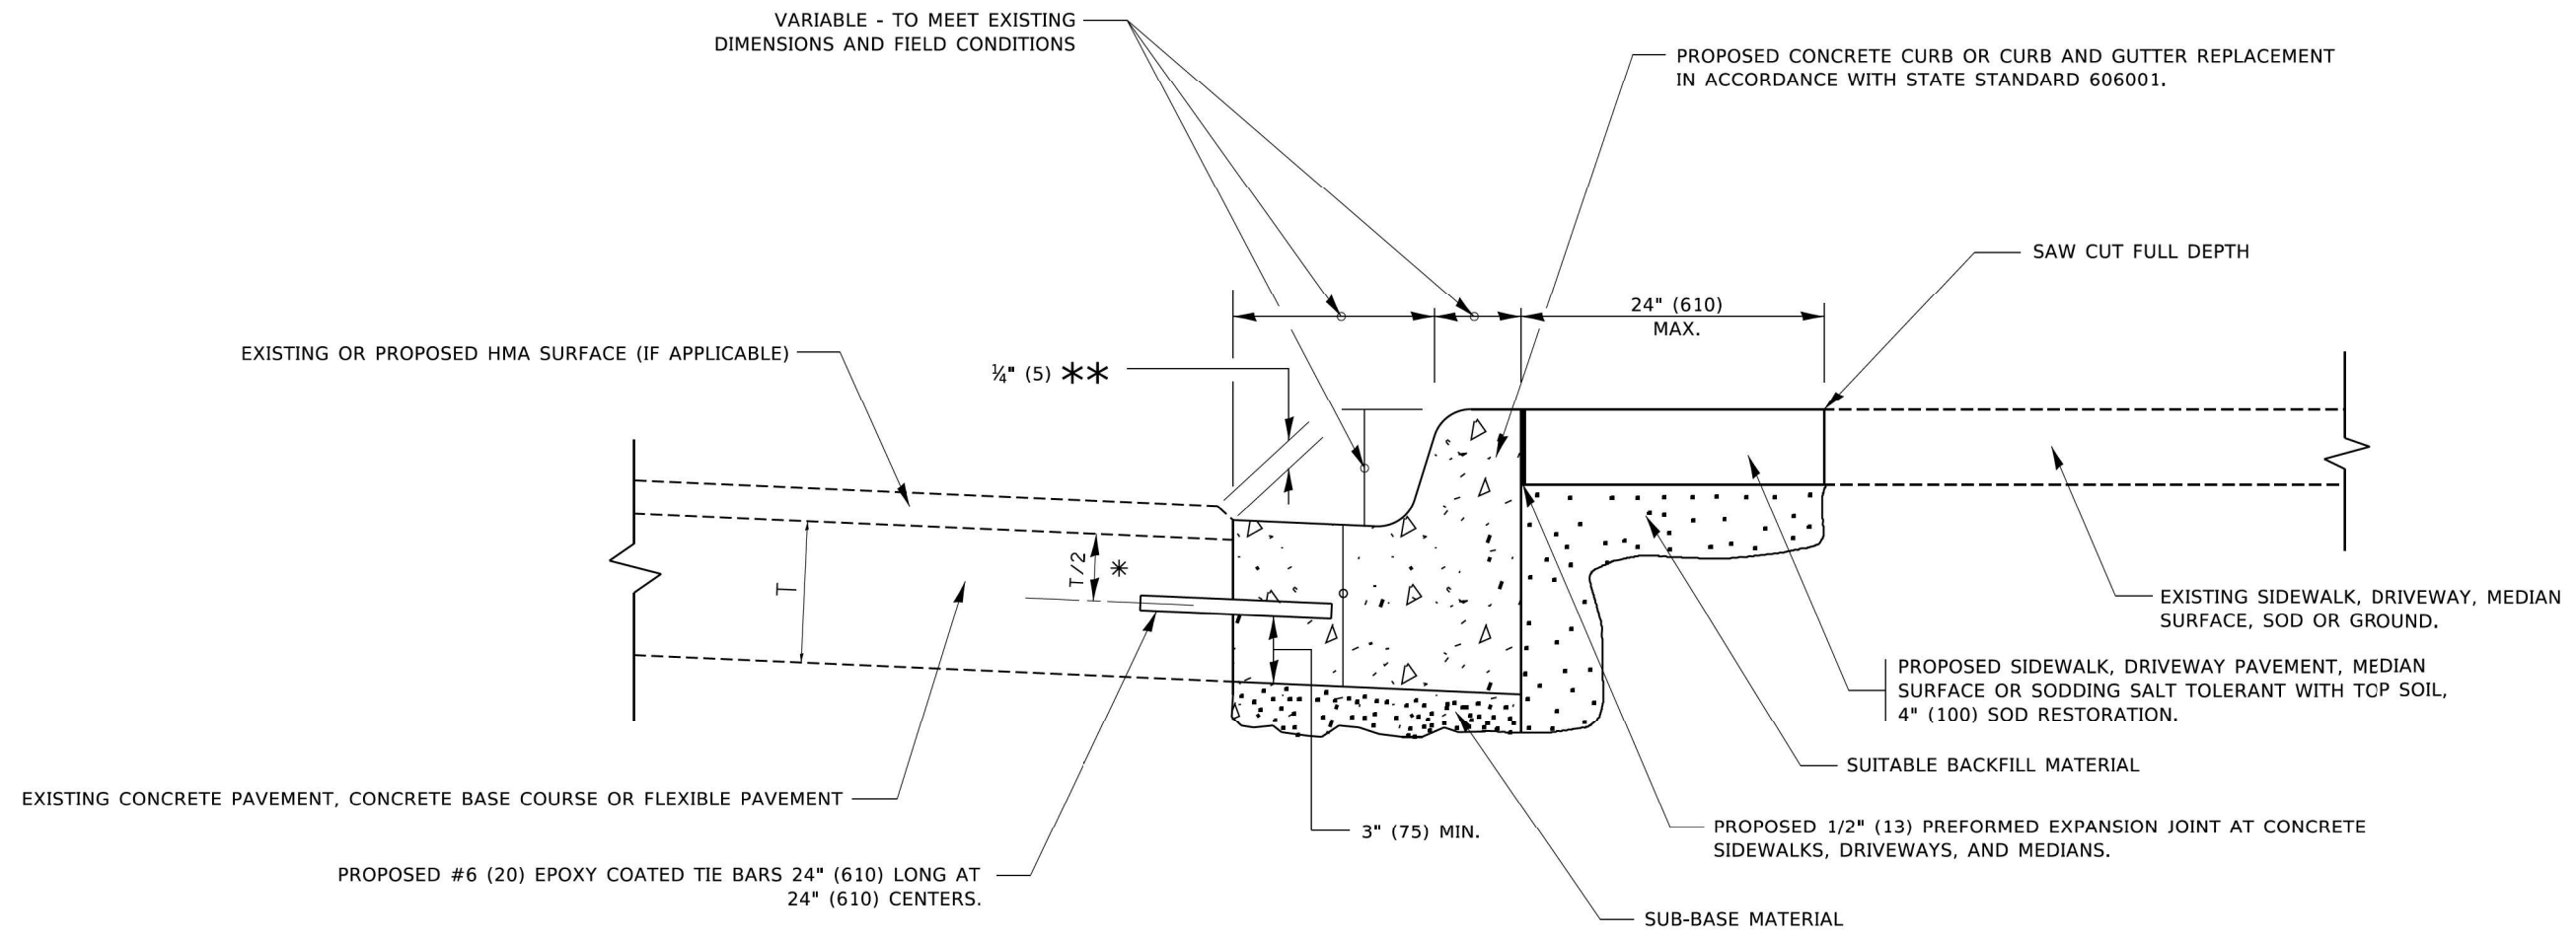 VARIABLE - TO MEET EXISTING
DIMENSIONS AND FIELD CONDITIONS
PROPOSED CONCRETE CURB OR CURB AND GUTTER REPLACEMENT
IN ACCORDANCE WITH STATE STANDARD 606001.
SAW CUT FULL DEPTH
24" (610)
MAX.
EXISTING OR PROPOSED HMA SURFACE (IF APPLICABLE)
¼" (5) **
T/2 *
T
EXISTING SIDEWALK, DRIVEWAY, MEDIAN
SURFACE, SOD OR GROUND.
PROPOSED SIDEWALK, DRIVEWAY PAVEMENT, MEDIAN
SURFACE OR SODDING SALT TOLERANT WITH TOP SOIL,
4" (100) SOD RESTORATION.
SUITABLE BACKFILL MATERIAL
EXISTING CONCRETE PAVEMENT, CONCRETE BASE COURSE OR FLEXIBLE PAVEMENT
3" (75) MIN.
PROPOSED 1/2" (13) PREFORMED EXPANSION JOINT AT CONCRETE
SIDEWALKS, DRIVEWAYS, AND MEDIANS.
PROPOSED #6 (20) EPOXY COATED TIE BARS 24" (610) LONG AT
24" (610) CENTERS.
SUB-BASE MATERIAL